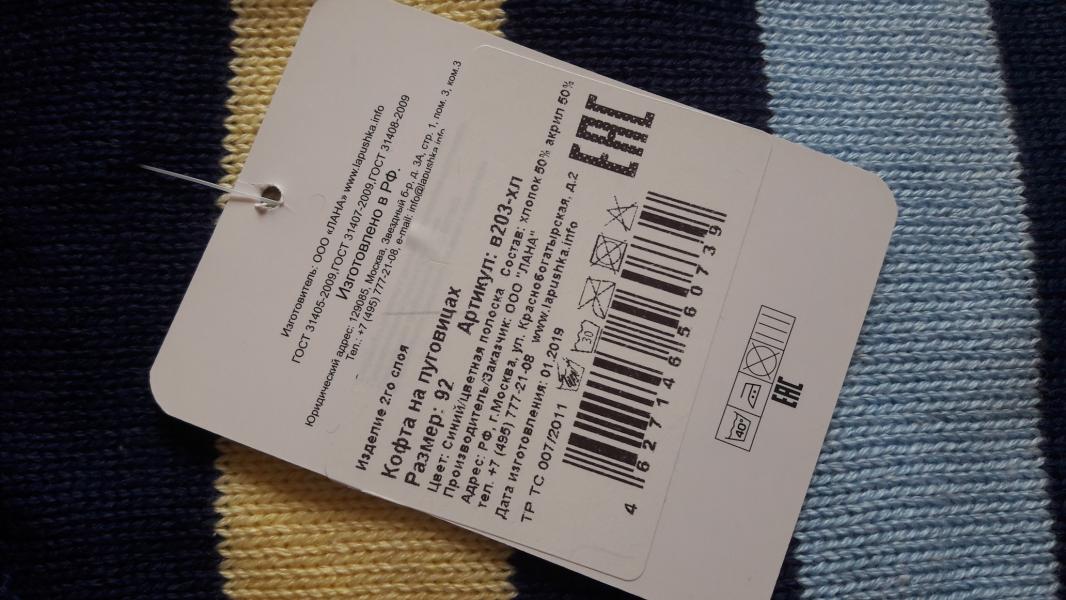 Изготовитель: ООО «ЛАНА» www.lapushka.info
ГОСТ 31405-2009,ГОСТ 31407-2009,ГОСТ 31408-2009
Изготовлено в РФ.
Юридический адрес: 129085, Москва, Звездный б-р, д. 3А, стр. 1, пом. 3, ком.3
Тел.: +7 (495) 777-21-08, e-mail: info@lapushka.info
Изделие 2го слоя
Кофта на пуговицах
Размер: 92 Артикул: в203-хл
Цвет: Синий/цветная полоска Состав: хлопок 50% акрил 50%
Производитель/Заказчик: ООО "ЛАНА"
Адрес: РФ, г.Москва, ул. Краснобогатырская, д.2
тел. +7 (499) 777-21-08 www.lapushka.info
Дата изготовления: 01.2019
ТР ТС 007/2011
30
EAC
4 627146 560739
40°
EAC